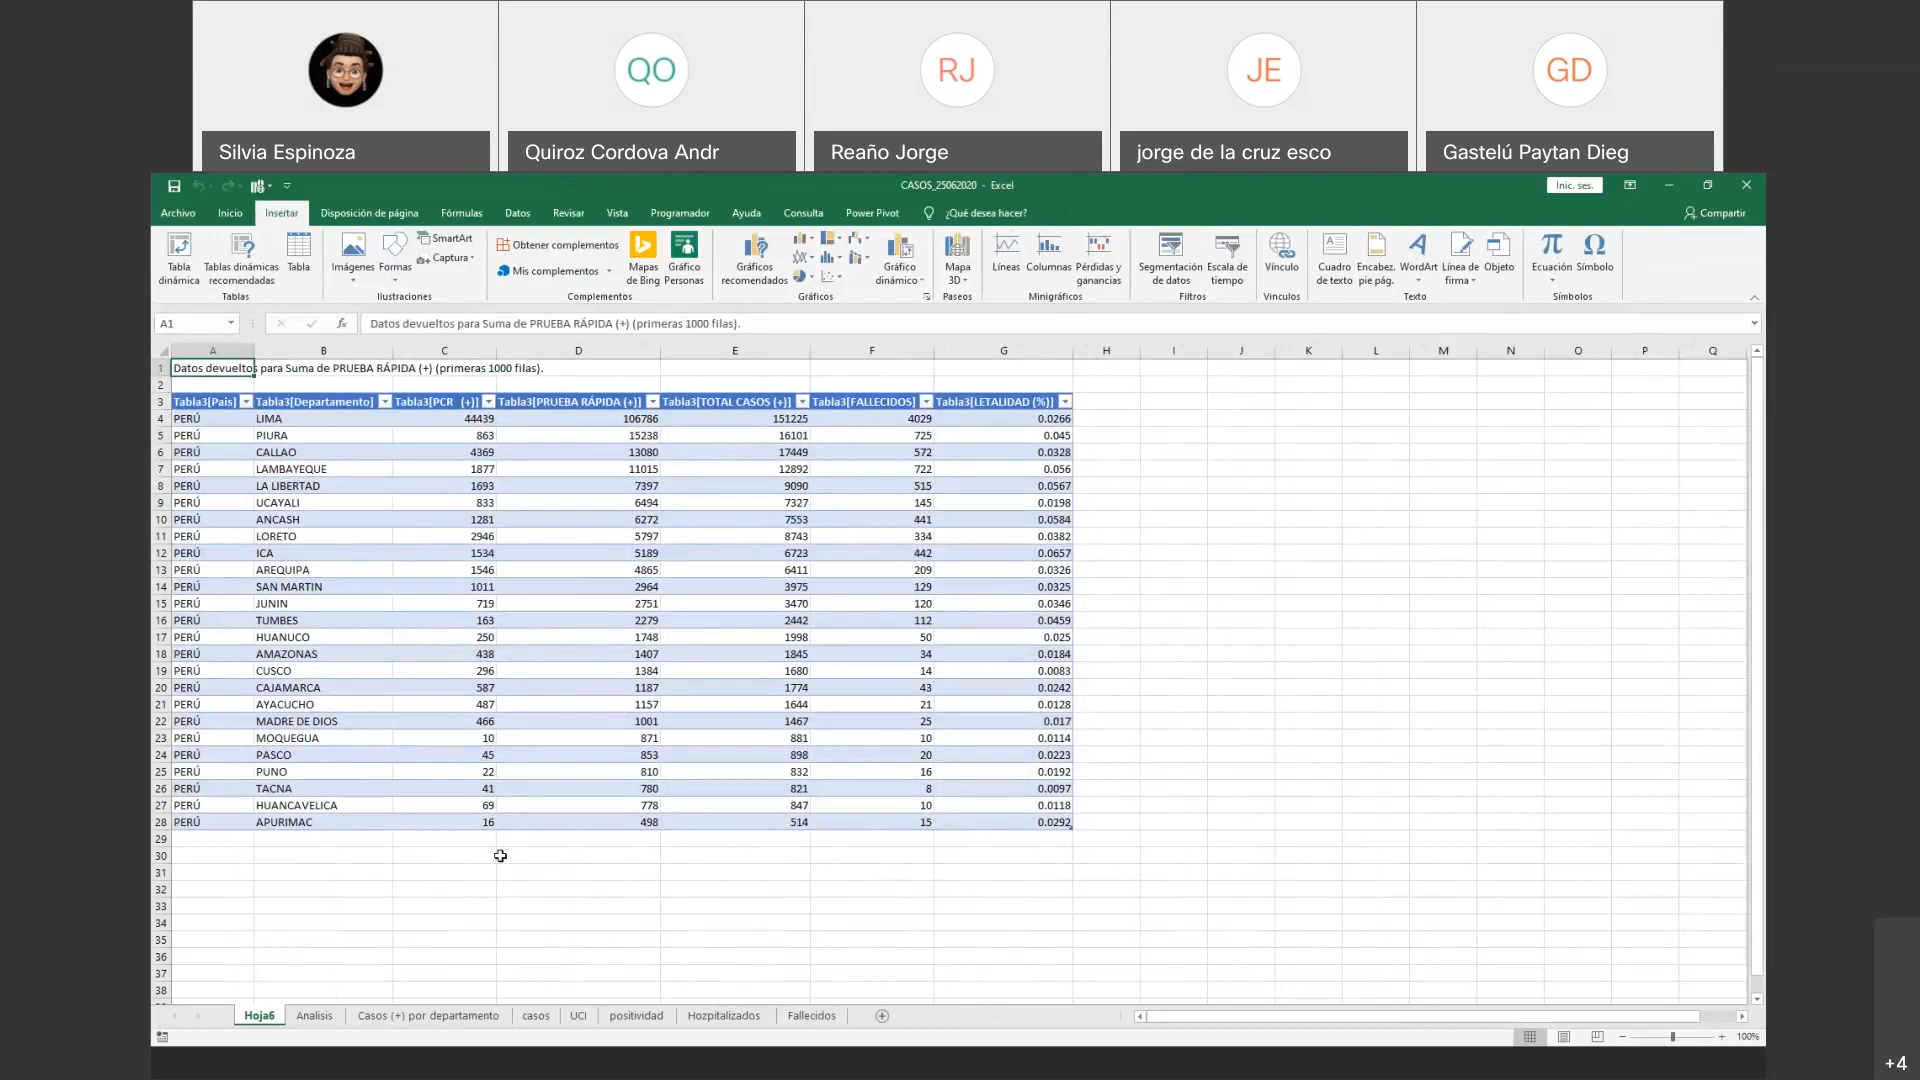 QO
RJ
JE
GD
Silvia Espinoza
Quiroz Cordova Andr
Reaño Jorge
jorge de la cruz esco
Gastelú Paytan Dieg
CASOS_25062020 - Excel
Inic. ses.
Archivo Inicio Insertar Disposición de página Fórmulas Datos Revisar Vista Programador Ayuda Consulta Power Pivot ¿Qué desea hacer? Compartir
Tabla dinámica
Tablas dinámicas recomendadas
Tabla
Tablas
Imágenes
Formas
SmartArt
Captura
Ilustraciones
Obtener complementos
Mis complementos
Mapas de Bing
Gráfico Personas
Complementos
Gráficos recomendados
Gráfico dinámico
Gráficos
Mapa 3D
Paseos
Líneas
Columnas
Pérdidas y ganancias
Minigráficos
Segmentación de datos
Escala de tiempo
Filtros
Vínculo
Vínculos
Cuadro de texto
Encabez. pie pág.
WordArt
Línea de firma
Objeto
Texto
Ecuación
Símbolo
Símbolos
A1 fx Datos devueltos para Suma de PRUEBA RÁPIDA (+) (primeras 1000 filas).
A B C D E F G H I J K L M N O P Q
1 Datos devueltos para Suma de PRUEBA RÁPIDA (+) (primeras 1000 filas).
2
3 Tabla3[Pais] Tabla3[Departamento] Tabla3[PCR (+)] Tabla3[PRUEBA RÁPIDA (+)] Tabla3[TOTAL CASOS (+)] Tabla3[FALLECIDOS] Tabla3[LETALIDAD (%)]
4 PERÚ LIMA 44439 106786 151225 4029 0.0266
5 PERÚ PIURA 863 15238 16101 725 0.045
6 PERÚ CALLAO 4369 13080 17449 572 0.0328
7 PERÚ LAMBAYEQUE 1877 11015 12892 722 0.056
8 PERÚ LA LIBERTAD 1693 7397 9090 515 0.0567
9 PERÚ UCAYALI 833 6494 7327 145 0.0198
10 PERÚ ANCASH 1281 6272 7553 441 0.0584
11 PERÚ LORETO 2946 5797 8743 334 0.0382
12 PERÚ ICA 1534 5189 6723 442 0.0657
13 PERÚ AREQUIPA 1546 4865 6411 209 0.0326
14 PERÚ SAN MARTIN 1011 2964 3975 129 0.0325
15 PERÚ JUNIN 719 2751 3470 120 0.0346
16 PERÚ TUMBES 163 2279 2442 112 0.0459
17 PERÚ HUANUCO 250 1748 1998 50 0.025
18 PERÚ AMAZONAS 438 1407 1845 34 0.0184
19 PERÚ CUSCO 296 1384 1680 14 0.0083
20 PERÚ CAJAMARCA 587 1187 1774 43 0.0242
21 PERÚ AYACUCHO 487 1157 1644 21 0.0128
22 PERÚ MADRE DE DIOS 466 1001 1467 25 0.017
23 PERÚ MOQUEGUA 10 871 881 10 0.0114
24 PERÚ PASCO 45 853 898 20 0.0223
25 PERÚ PUNO 22 810 832 16 0.0192
26 PERÚ TACNA 41 780 821 8 0.0097
27 PERÚ HUANCAVELICA 69 778 847 10 0.0118
28 PERÚ APURIMAC 16 498 514 15 0.0292
29
30
31
32
33
34
35
36
37
38
Hoja6 Analisis Casos (+) por departamento casos UCI positividad Hozpitalizados Fallecidos
100%
+4